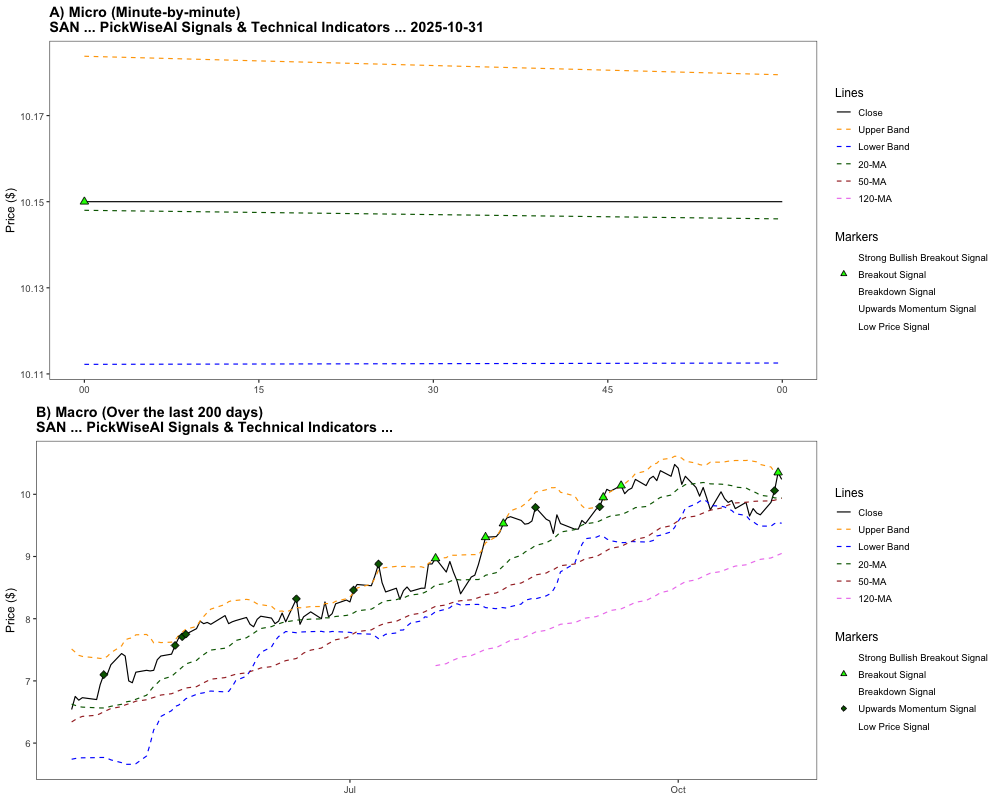 A) Micro (Minute-by-minute)
SAN ... PickWiseAI Signals & Technical Indicators ... 2025-10-31
Price ($)
10.17
10.15
10.13
10.11
00
15
30
45
00
Lines
Close
Upper Band
Lower Band
20-MA
50-MA
120-MA
Markers
Strong Bullish Breakout Signal
Breakout Signal
Breakdown Signal
Upwards Momentum Signal
Low Price Signal
B) Macro (Over the last 200 days)
SAN ... PickWiseAI Signals & Technical Indicators ...
Price ($)
10
9
8
7
6
Jul
Oct
Lines
Close
Upper Band
Lower Band
20-MA
50-MA
120-MA
Markers
Strong Bullish Breakout Signal
Breakout Signal
Breakdown Signal
Upwards Momentum Signal
Low Price Signal